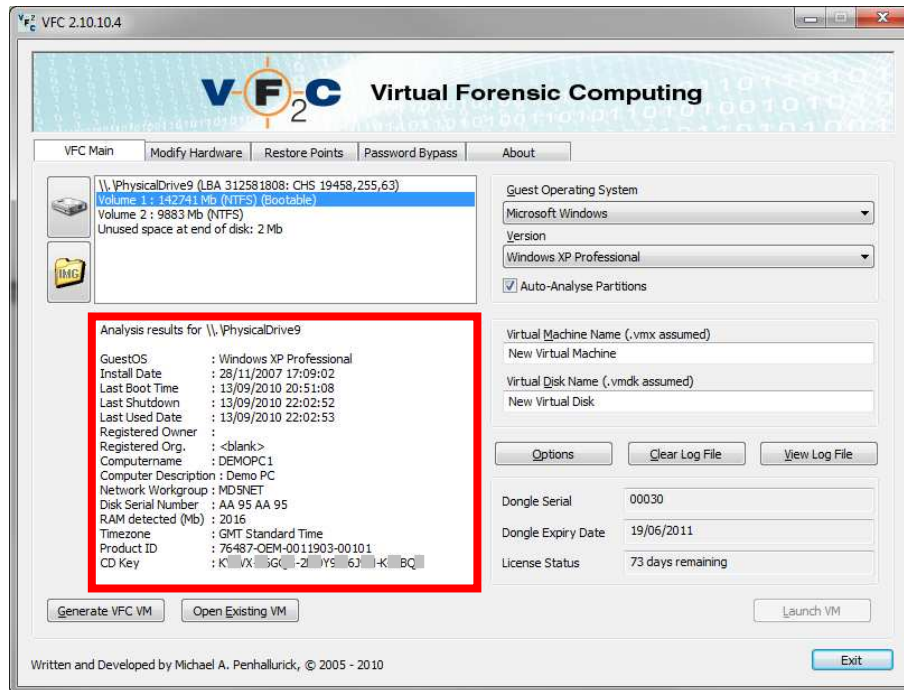 VFC 2.10.10.4
VF2C Virtual Forensic Computing
VFC Main
Modify Hardware
Restore Points
Password Bypass
About
\\.\PhysicalDrive9 (LBA 312581808: CHS 19458,255,63)
Volume 1 : 142741 Mb (NTFS) (Bootable)
Volume 2 : 9883 Mb (NTFS)
Unused space at end of disk: 2 Mb
IMG
Guest Operating System
Microsoft Windows
Version
Windows XP Professional
Auto-Analyse Partitions
Analysis results for \\.\PhysicalDrive9
GuestOS : Windows XP Professional
Install Date : 28/11/2007 17:09:02
Last Boot Time : 13/09/2010 20:51:08
Last Shutdown : 13/09/2010 22:02:52
Last Used Date : 13/09/2010 22:02:53
Registered Owner :
Registered Org. : <blank>
Computername : DEMOPC1
Computer Description : Demo PC
Network Workgroup : MD5NET
Disk Serial Number : AA 95 AA 95
RAM detected (Mb) : 2016
Timezone : GMT Standard Time
Product ID : 76487-OEM-0011903-00101
CD Key :
Virtual Machine Name (.vmx assumed)
New Virtual Machine
Virtual Disk Name (.vmdk assumed)
New Virtual Disk
Options
Clear Log File
View Log File
Dongle Serial 00030
Dongle Expiry Date 19/06/2011
License Status 73 days remaining
Generate VFC VM
Open Existing VM
Launch VM
Written and Developed by Michael A. Penhallurick, © 2005 - 2010
Exit